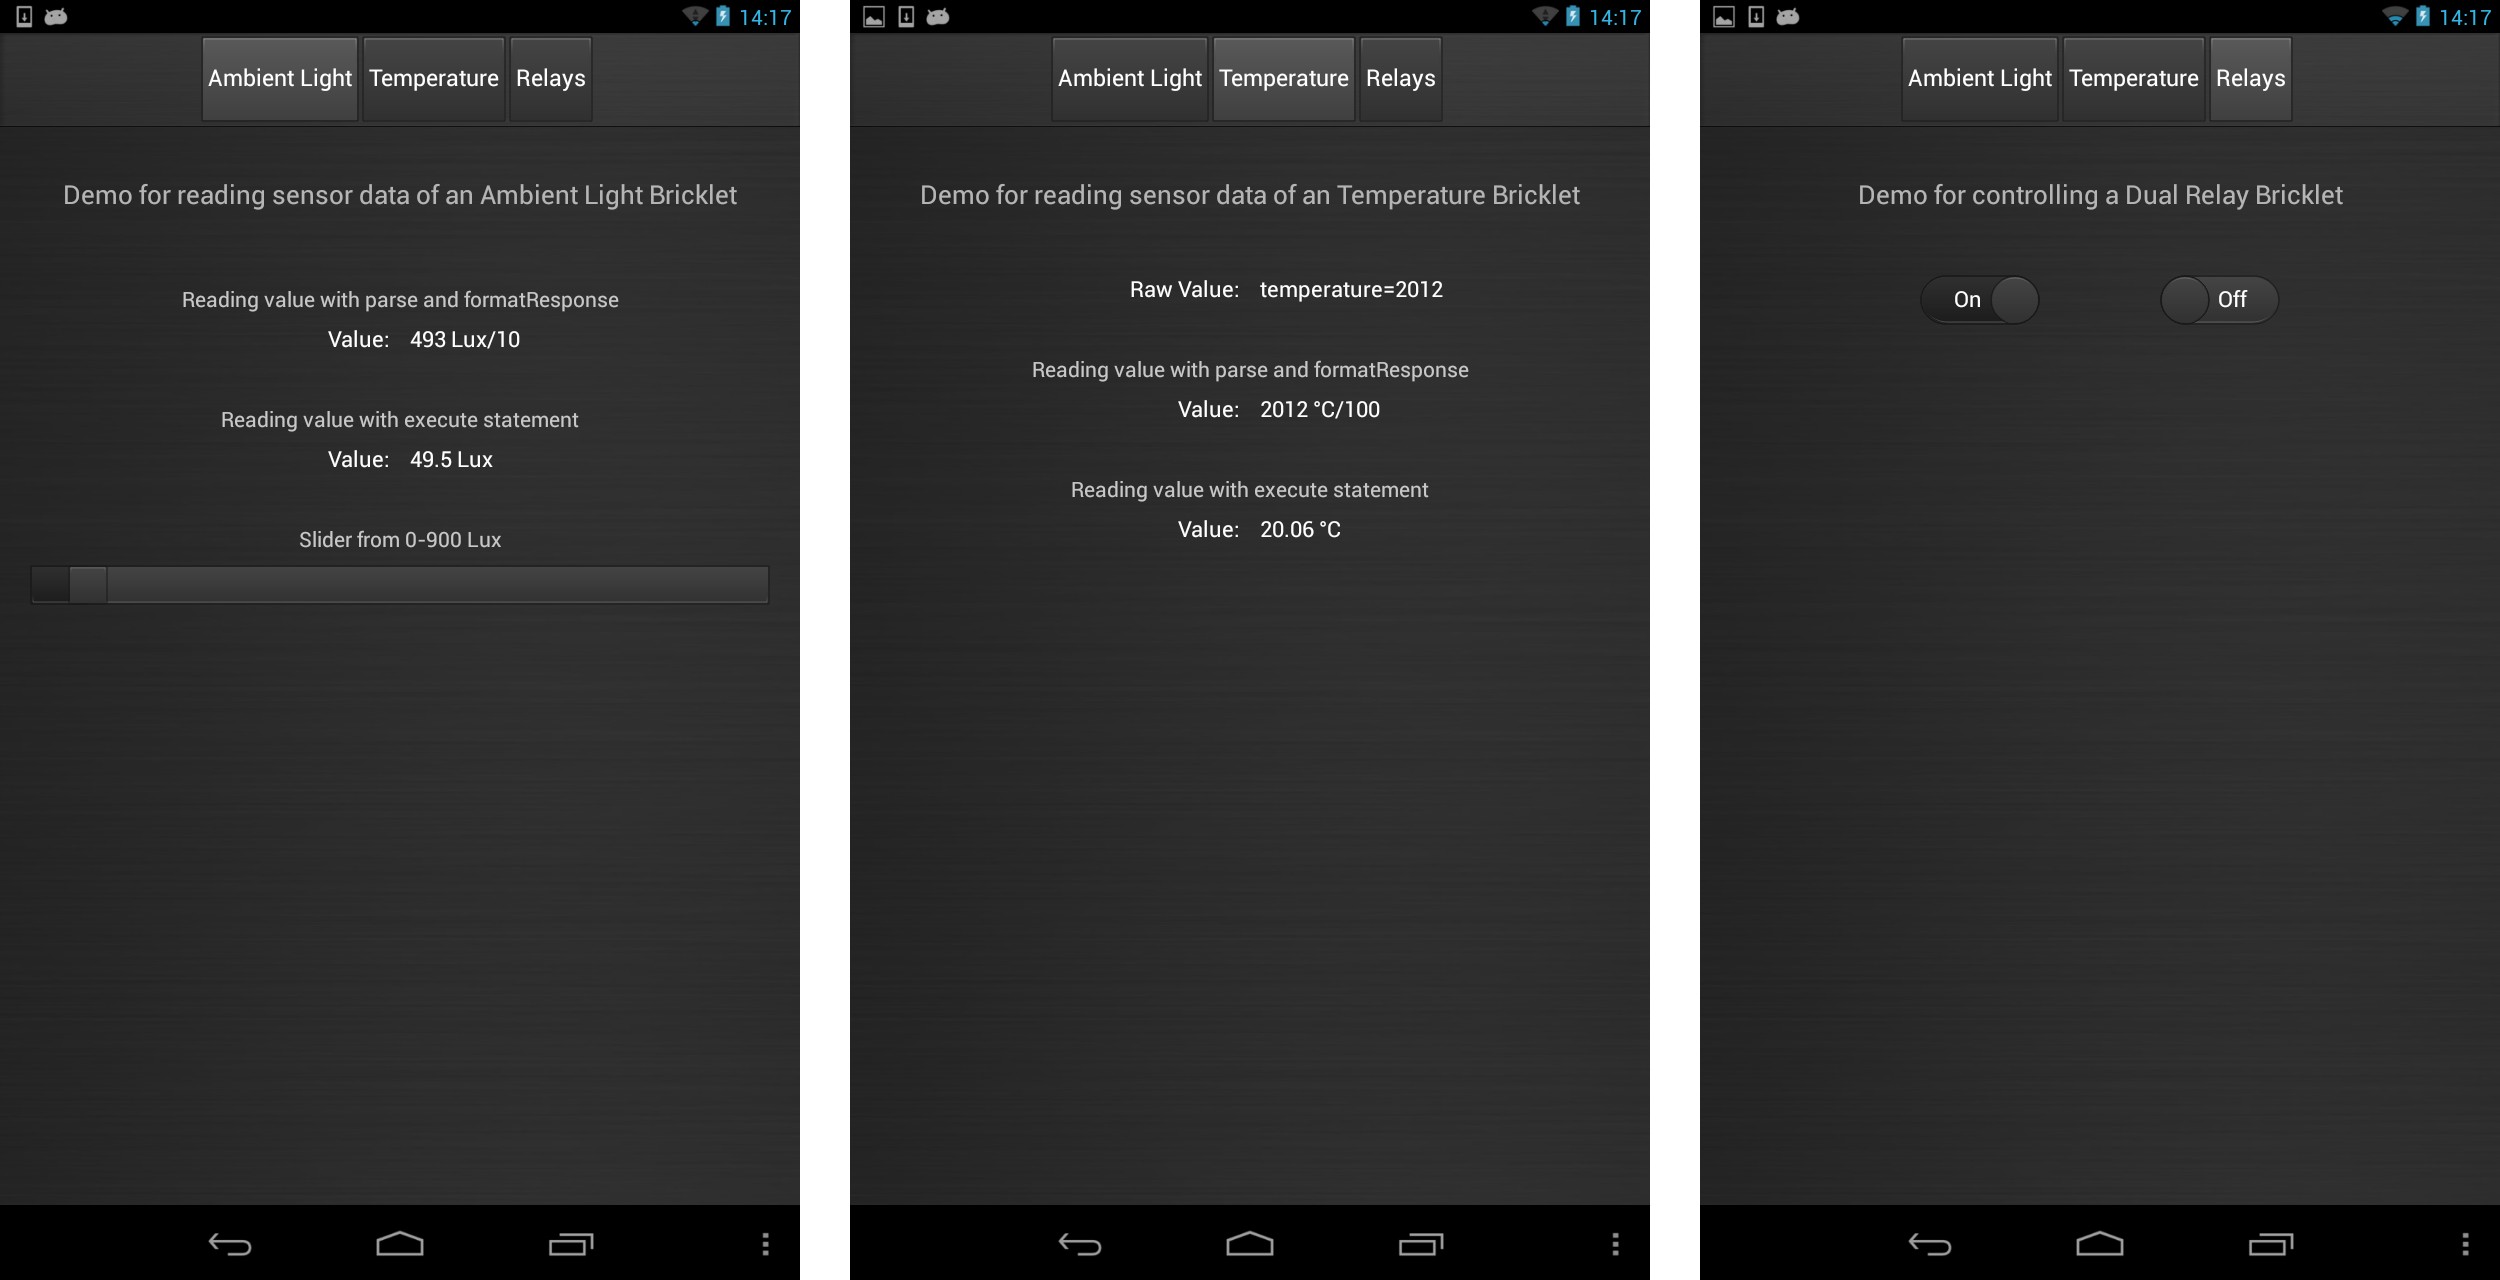 14:17
Ambient Light Temperature Relays
Demo for reading sensor data of an Ambient Light Bricklet
Reading value with parse and formatResponse
Value: 493 Lux/10
Reading value with execute statement
Value: 49.5 Lux
Slider from 0-900 Lux
14:17
Ambient Light Temperature Relays
Demo for reading sensor data of an Temperature Bricklet
Raw Value: temperature=2012
Reading value with parse and formatResponse
Value: 2012 °C/100
Reading value with execute statement
Value: 20.06 °C
14:17
Ambient Light Temperature Relays
Demo for controlling a Dual Relay Bricklet
On Off